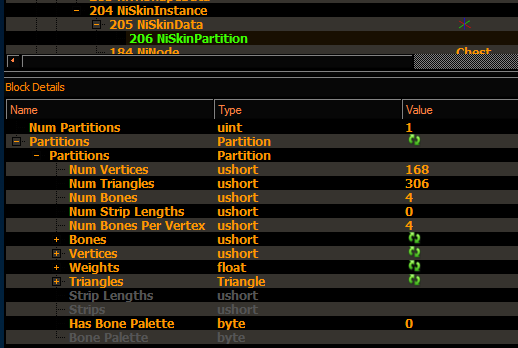 204 NiSkinInstance
205 NiSkinData
206 NiSkinPartition
184 NiNode Chest
Block Details
Name Type Value
Num Partitions uint 1
Partitions Partition
Partitions Partition
Num Vertices ushort 168
Num Triangles ushort 306
Num Bones ushort 4
Num Strip Lengths ushort 0
Num Bones Per Vertex ushort 4
Bones ushort
Vertices ushort
Weights float
Triangles Triangle
Strip Lengths ushort
Strips ushort
Has Bone Palette byte 0
Bone Palette byte